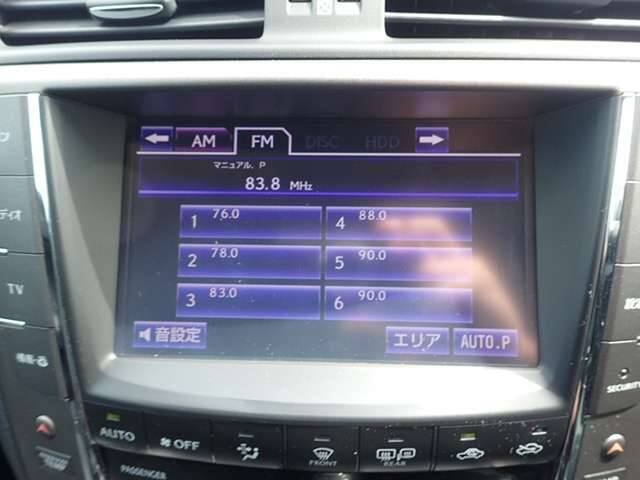 AM FM DISC HDD
マニュアル. P
83.8 MHz
1 76.0
4 88.0
2 78.0
5 90.0
3 83.0
6 90.0
音設定
エリア
AUTO.P
TV
AUTO
OFF
FRONT
REAR
PASSENGER
SECURITY